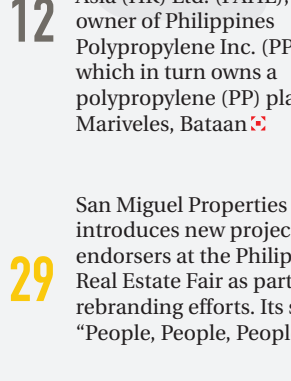 12
Asia (HK) Ltd. (PAHL),
owner of Philippines
Polypropylene Inc. (PP
which in turn owns a
polypropylene (PP) pla
Mariveles, Bataan
29
San Miguel Properties
introduces new projec
endorsers at the Philip
Real Estate Fair as part
rebranding efforts. Its s
“People, People, Peopl